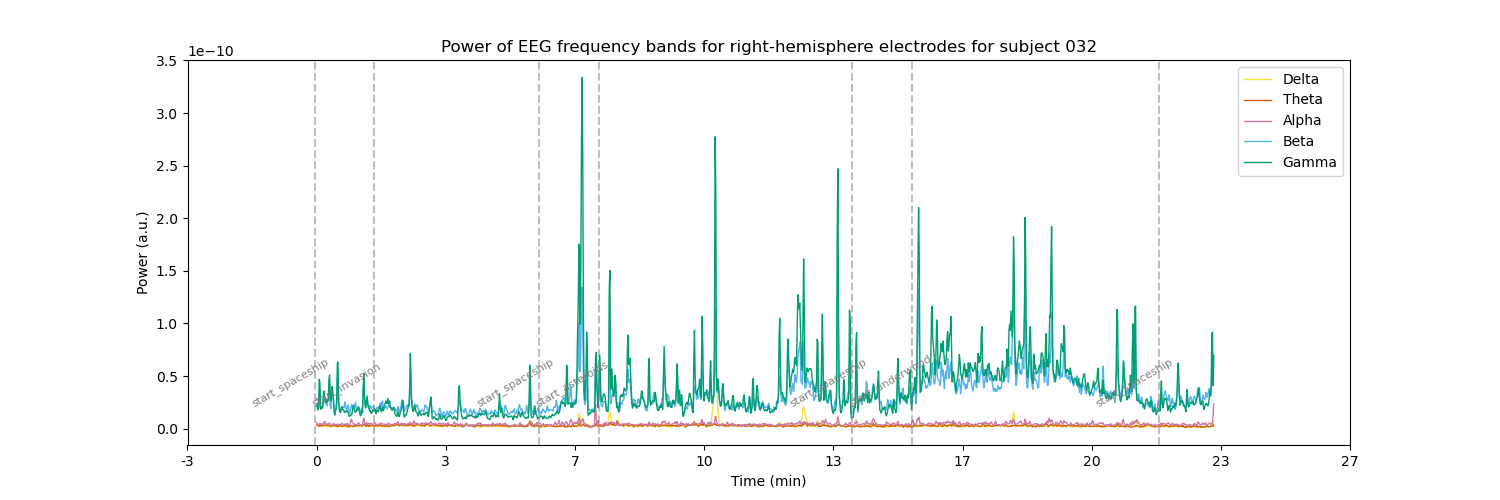 Power of EEG frequency bands for right-hemisphere electrodes for subject 032
1e−10
3.5
3.0
2.5
2.0
1.5
1.0
0.5
0.0
Power (a.u.)
Delta
Theta
Alpha
Beta
Gamma
start_spaceship
start_invasion
start_spaceship
start_asteroids
start_spaceship
start_spaceship
-3
0
3
7
10
13
17
20
23
27
Time (min)